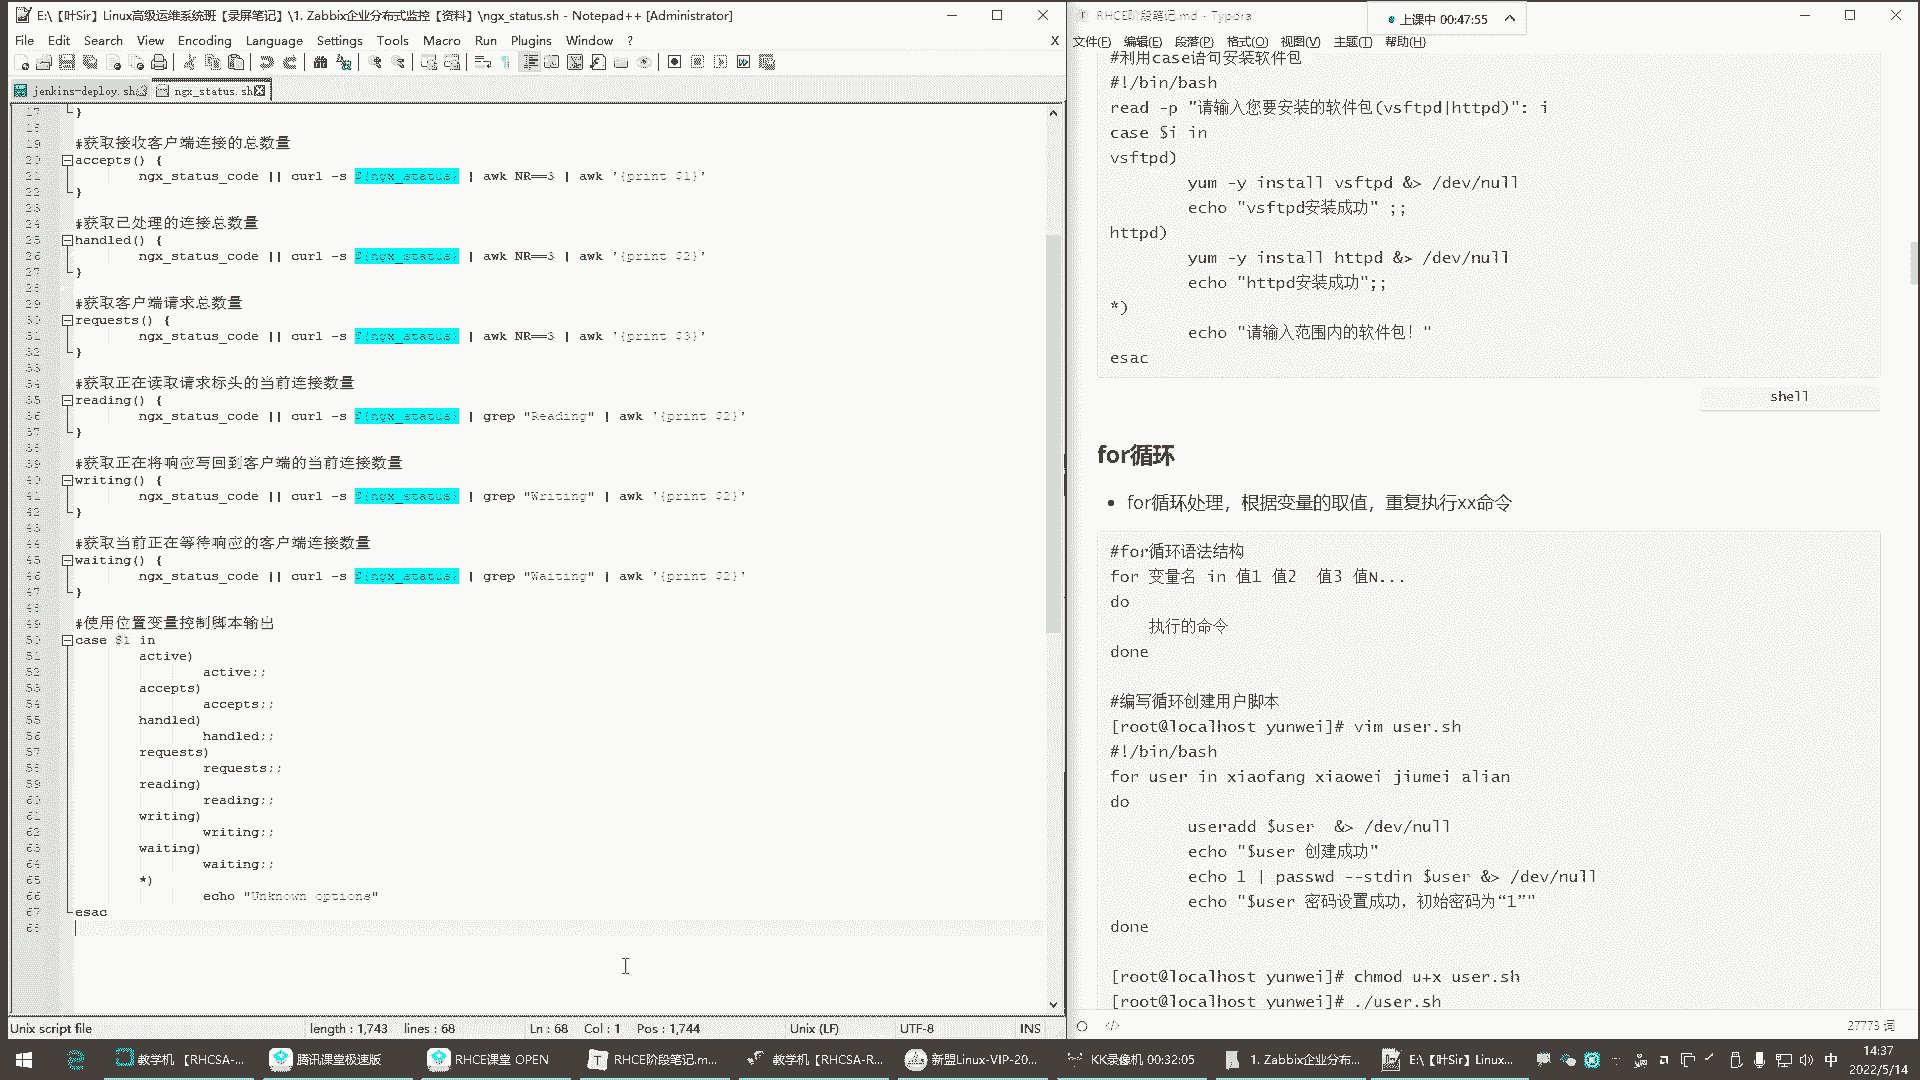 E:\【叶Sir】Linux高级运维系统班【录屏笔记】\1. Zabbix企业分布式监控【资料】\ngx_status.sh - Notepad++ [Administrator]
File Edit Search View Encoding Language Settings Tools Macro Run Plugins Window ? X
jenkins-deploy.sh ngx_status.sh
17 }
18
19 #获取接收客户端连接的总数量
20 accepts() {
21 ngx_status_code || curl -s ${ngx_status} | awk NR==3 | awk '{print $1}'
22 }
23
24 #获取已处理的连接总数量
25 handled() {
26 ngx_status_code || curl -s ${ngx_status} | awk NR==3 | awk '{print $2}'
27 }
28
29 #获取客户端请求总数量
30 requests() {
31 ngx_status_code || curl -s ${ngx_status} | awk NR==3 | awk '{print $3}'
32 }
33
34 #获取正在读取请求标头的当前连接数量
35 reading() {
36 ngx_status_code || curl -s ${ngx_status} | grep "Reading" | awk '{print $2}'
37 }
38
39 #获取正在将响应写回到客户端的当前连接数量
40 writing() {
41 ngx_status_code || curl -s ${ngx_status} | grep "Writing" | awk '{print $2}'
42 }
43
44 #获取当前正在等待响应的客户端连接数量
45 waiting() {
46 ngx_status_code || curl -s ${ngx_status} | grep "Waiting" | awk '{print $2}'
47 }
48
49 #使用位置变量控制脚本输出
50 case $1 in
51 active)
52 active;;
53 accepts)
54 accepts;;
55 handled)
56 handled;;
57 requests)
58 requests;;
59 reading)
60 reading;;
61 writing)
62 writing;;
63 waiting)
64 waiting;;
65 *)
66 echo "Unknown options"
67 esac
68
Unix script file length : 1,743 lines : 68 Ln : 68 Col : 1 Pos : 1,744 Unix (LF) UTF-8 INS
RHCE阶段笔记.md - Typora
上课中 00:47:55
文件(F) 编辑(E) 段落(P) 格式(O) 视图(V) 主题(T) 帮助(H)
#利用case语句安装软件包
#!/bin/bash
read -p "请输入您要安装的软件包(vsftpd|httpd)": i
case $i in
vsftpd)
yum -y install vsftpd &> /dev/null
echo "vsftpd安装成功" ;;
httpd)
yum -y install httpd &> /dev/null
echo "httpd安装成功";;
*)
echo "请输入范围内的软件包！"
esac
shell
for循环
• for循环处理，根据变量的取值，重复执行xx命令
#for循环语法结构
for 变量名 in 值1 值2 值3 值N...
do
执行的命令
done
#编写循环创建用户脚本
[root@localhost yunwei]# vim user.sh
#!/bin/bash
for user in xiaofang xiaowei jiumei alian
do
useradd $user &> /dev/null
echo "$user 创建成功"
echo 1 | passwd --stdin $user &> /dev/null
echo "$user 密码设置成功，初始密码为“1”"
done
[root@localhost yunwei]# chmod u+x user.sh
[root@localhost yunwei]# ./user.sh
27773 词
教学机【RHCSA-... 腾讯课堂极速版 RHCE课堂 OPEN RHCE阶段笔记.m... 教学机【RHCSA-R... 新盟Linux-VIP-20... KK录像机 00:32:05 1. Zabbix企业分布... E:\【叶Sir】Linux... 中 14:37
2022/5/14